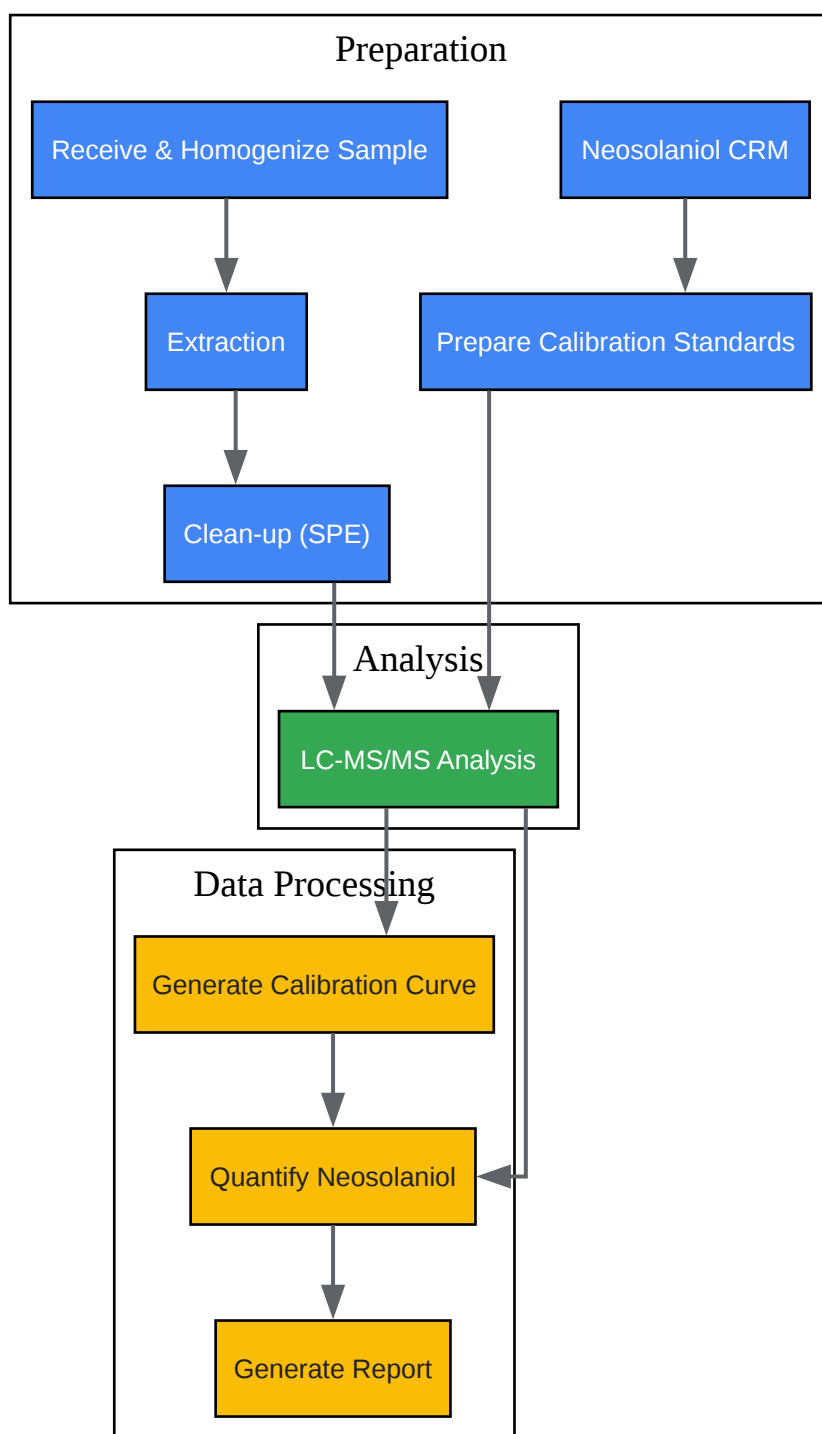 Preparation
Receive & Homogenize Sample
Neosolaniol CRM
Extraction
Prepare Calibration Standards
Clean-up (SPE)
Analysis
LC-MS/MS Analysis
Data Processing
Generate Calibration Curve
Quantify Neosolaniol
Generate Report